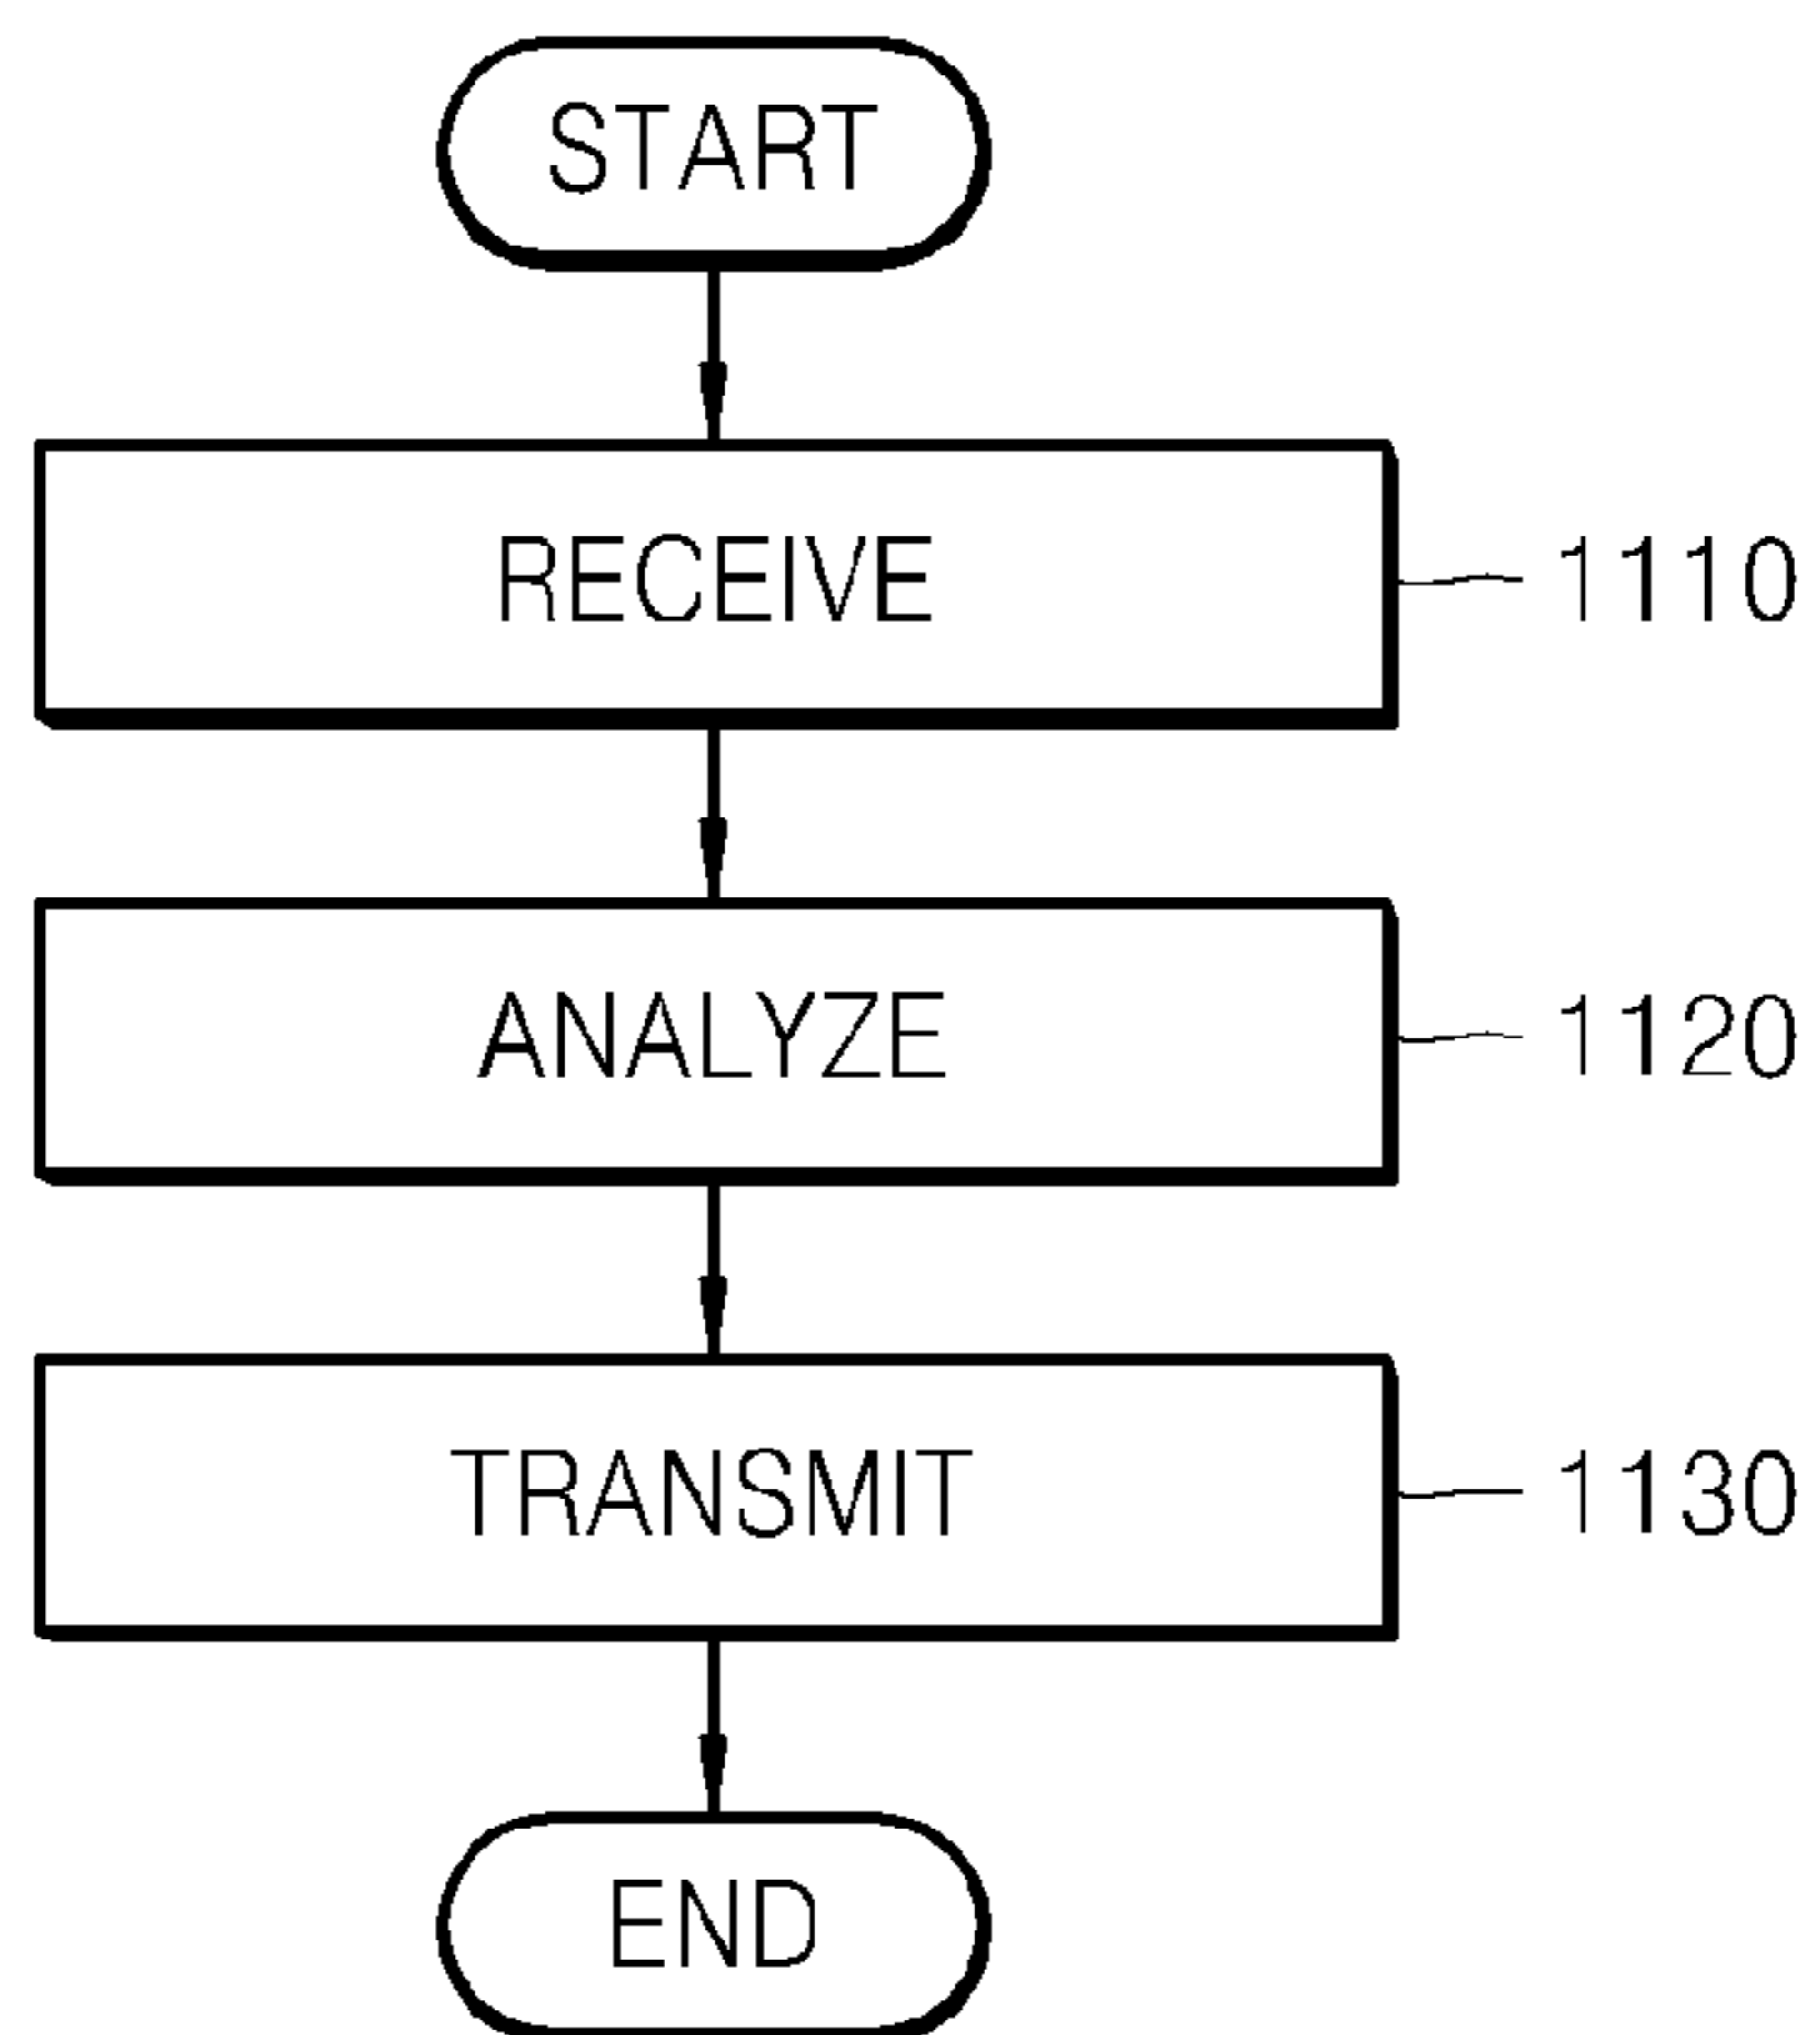 START
RECEIVE 1110
ANALYZE 1120
TRANSMIT 1130
END